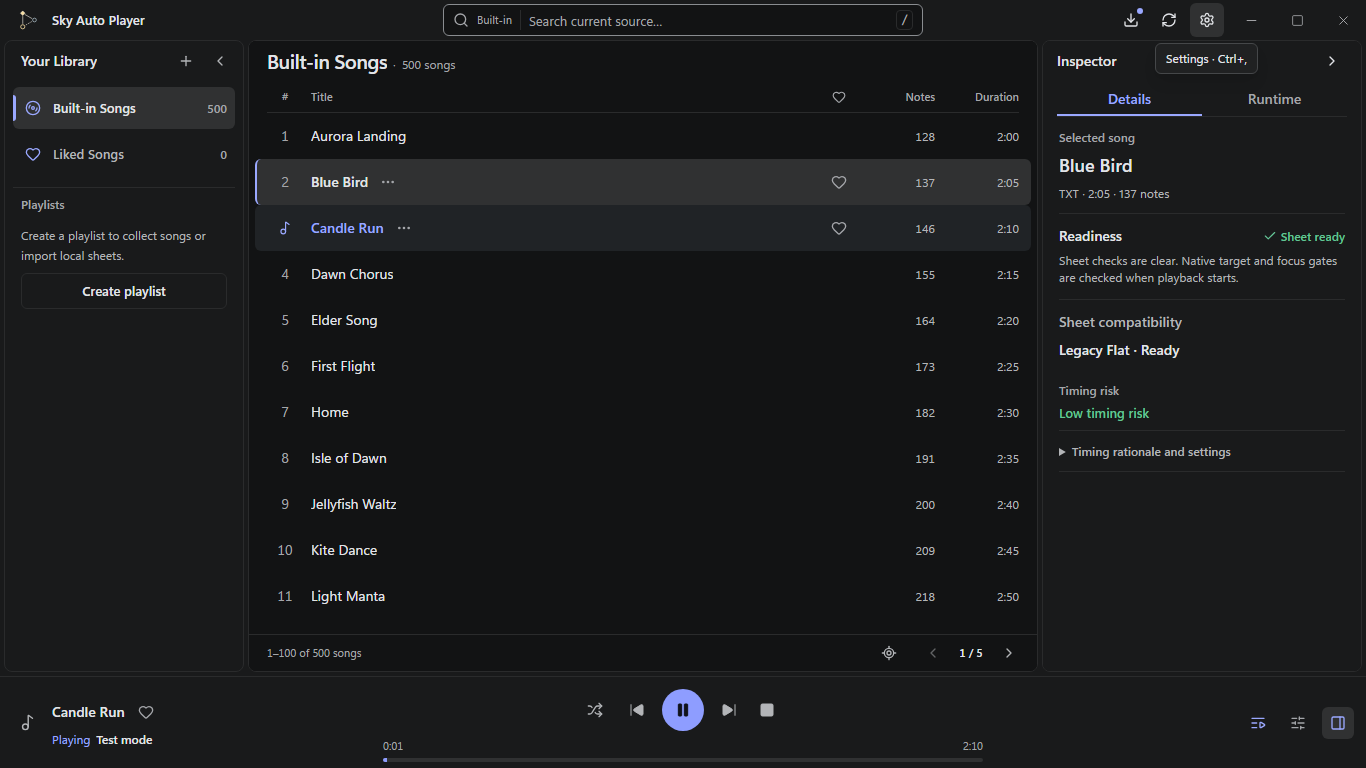 Sky Auto Player
Built-in
Search current source...
/
Your Library
Built-in Songs 500
Liked Songs 0
Playlists
Create a playlist to collect songs or
import local sheets.
Create playlist
Built-in Songs · 500 songs
# Title Notes Duration
1 Aurora Landing 128 2:00
2 Blue Bird ··· 137 2:05
Candle Run ··· 146 2:10
4 Dawn Chorus 155 2:15
5 Elder Song 164 2:20
6 First Flight 173 2:25
7 Home 182 2:30
8 Isle of Dawn 191 2:35
9 Jellyfish Waltz 200 2:40
10 Kite Dance 209 2:45
11 Light Manta 218 2:50
1–100 of 500 songs
1 / 5
Inspector
Settings · Ctrl+,
Details Runtime
Selected song
Blue Bird
TXT · 2:05 · 137 notes
Readiness Sheet ready
Sheet checks are clear. Native target and focus gates
are checked when playback starts.
Sheet compatibility
Legacy Flat · Ready
Timing risk
Low timing risk
Timing rationale and settings
Candle Run
Playing Test mode
0:01 2:10